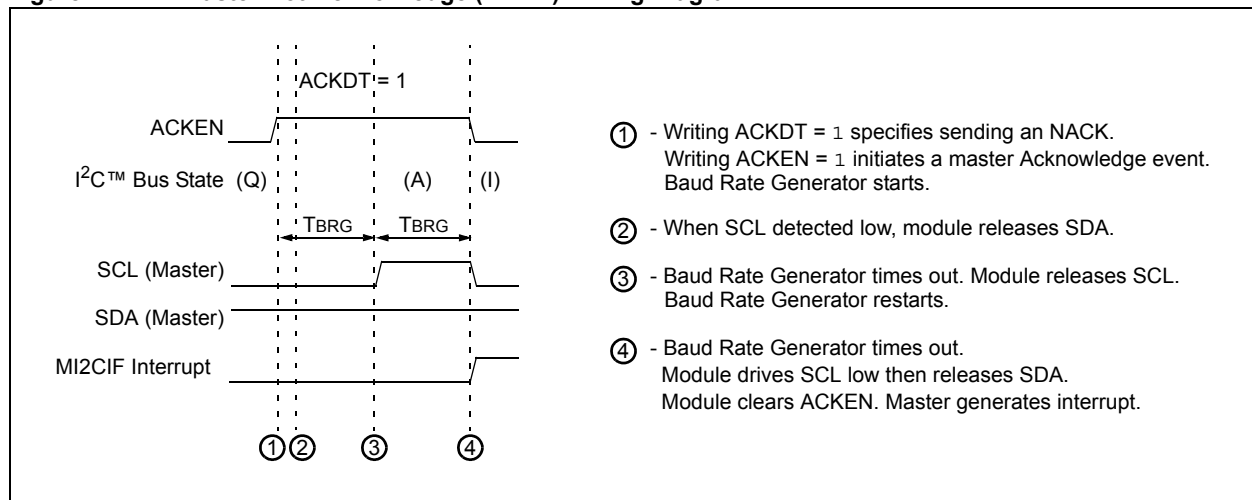 ACKDT = 1
ACKEN
I2C™ Bus State (Q) (A) (I)
TBRG TBRG
SCL (Master)
SDA (Master)
MI2CIF Interrupt
1 2 3 4
1 - Writing ACKDT = 1 specifies sending an NACK.
Writing ACKEN = 1 initiates a master Acknowledge event.
Baud Rate Generator starts.
2 - When SCL detected low, module releases SDA.
3 - Baud Rate Generator times out. Module releases SCL.
Baud Rate Generator restarts.
4 - Baud Rate Generator times out.
Module drives SCL low then releases SDA.
Module clears ACKEN. Master generates interrupt.